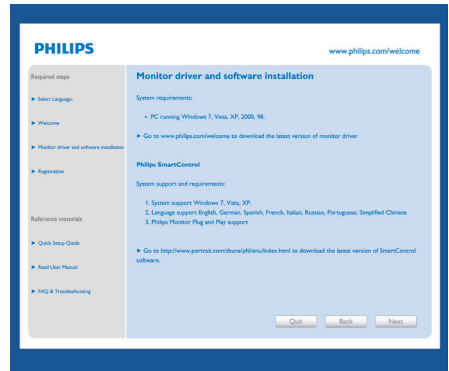 PHILIPS
www.philips.com/welcome
Required steps
Select Language:
Welcome
Monitor driver and software installation
Registration
Reference materials
Quick Setup Guide
Read User Manual
FAQ & Troubleshooting
Monitor driver and software installation
System requirements:
• PC running Windows 7, Vista, XP, 2000, 98.
Go to www.philips.com/welcome to download the latest version of monitor driver
Philips SmartControl
System support and requirements:
1. System support Windows 7, Vista, XP.
2. Language support English, German, Spanish, French, Italian, Russian, Portuguese, Simplified Chinese
3. Philips Monitor Plug and Play support
Go to http://www.portrait.com/dtune/phl/enu/index.html to download the latest version of SmartControl
software.
Quit
Back
Next